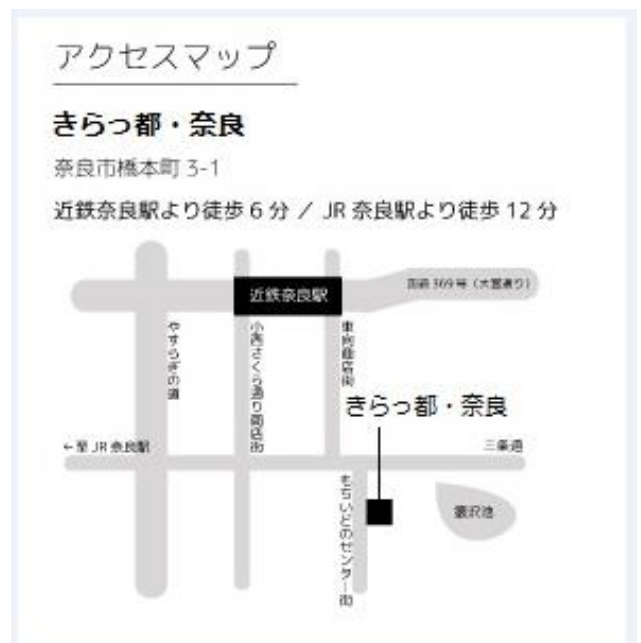 アクセスマップ
きらっ都・奈良
奈良市橋本町 3-1
近鉄奈良駅より徒歩 6 分 / JR 奈良駅より徒歩 12 分
近鉄奈良駅
国道 369 号（大宮通り）
やすらぎの道
小西さくら通り商店街
東向商店街
きらっ都・奈良
←至 JR 奈良駅
三条通
もちいどのセンター街
猿沢池